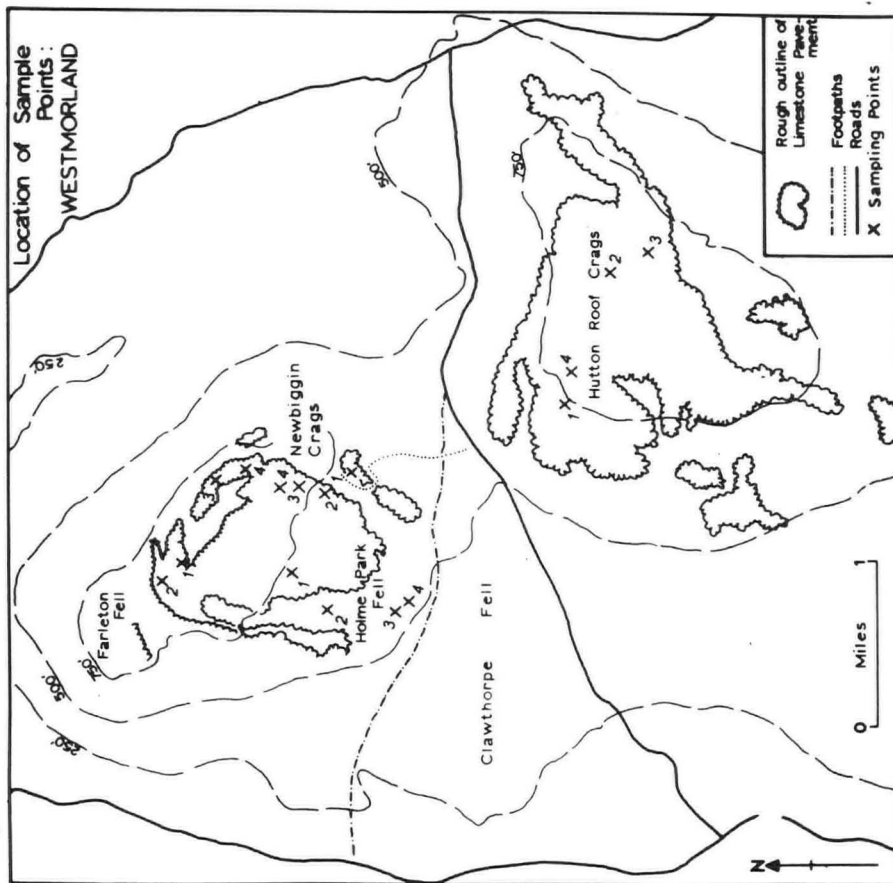 Location of Sample
Points :
WESTMORLAND
250'
500'
750'
Farleton
Fell
2
1
3
4
Newbiggin
Crags
4
3
2
1
1
2
Holme Park
Fell
3
4
250'
500'
Clawthorpe Fell
750'
Hutton Roof Crags
1
4
2
3
0
Miles
1
N
Rough outline of
Limestone Pave-
ment
Footpaths
Roads
X Sampling Points